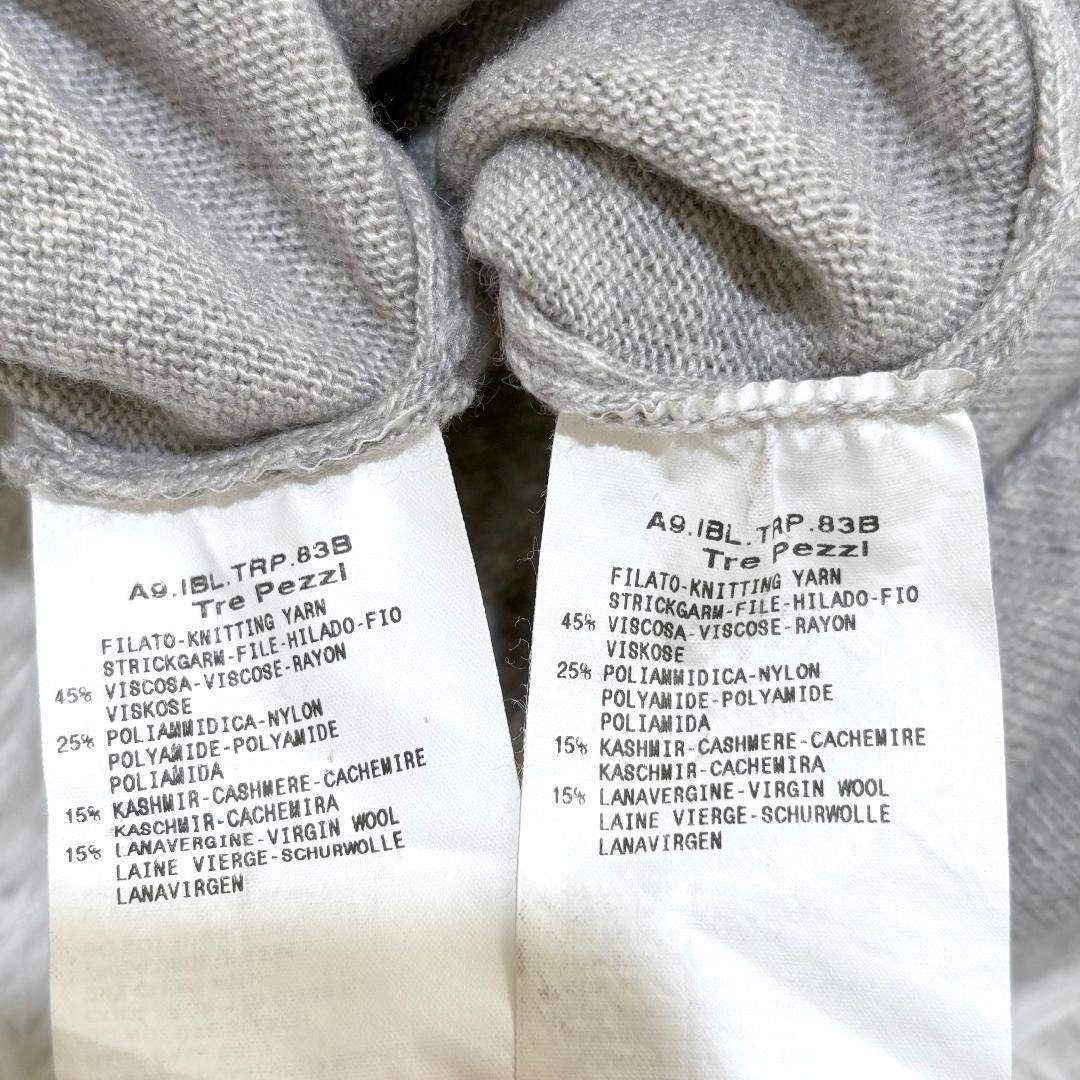 A9.IBL.TRP.83B
Tre Pezzi
FILATO-KNITTING YARN
STRICKGARM-FILE-HILADO-FIO
45% VISCOSA-VISCOSE-RAYON
VISKOSE
25% POLIAMMIDICA-NYLON
POLYAMIDE-POLYAMIDE
POLIAMIDA
15% KASHMIR-CASHMERE-CACHEMIRE
KASCHMIR-CACHEMIRA
15% LANAVERGINE-VIRGIN WOOL
LAINE VIERGE-SCHURWOLLE
LANAVIRGEN
A9.IBL.TRP.83B
Tre Pezzi
FILATO-KNITTING YARN
STRICKGARM-FILE-HILADO-FIO
45% VISCOSA-VISCOSE-RAYON
VISKOSE
25% POLIAMMIDICA-NYLON
POLYAMIDE-POLYAMIDE
POLIAMIDA
15% KASHMIR-CASHMERE-CACHEMIRE
KASCHMIR-CACHEMIRA
15% LANAVERGINE-VIRGIN WOOL
LAINE VIERGE-SCHURWOLLE
LANAVIRGEN